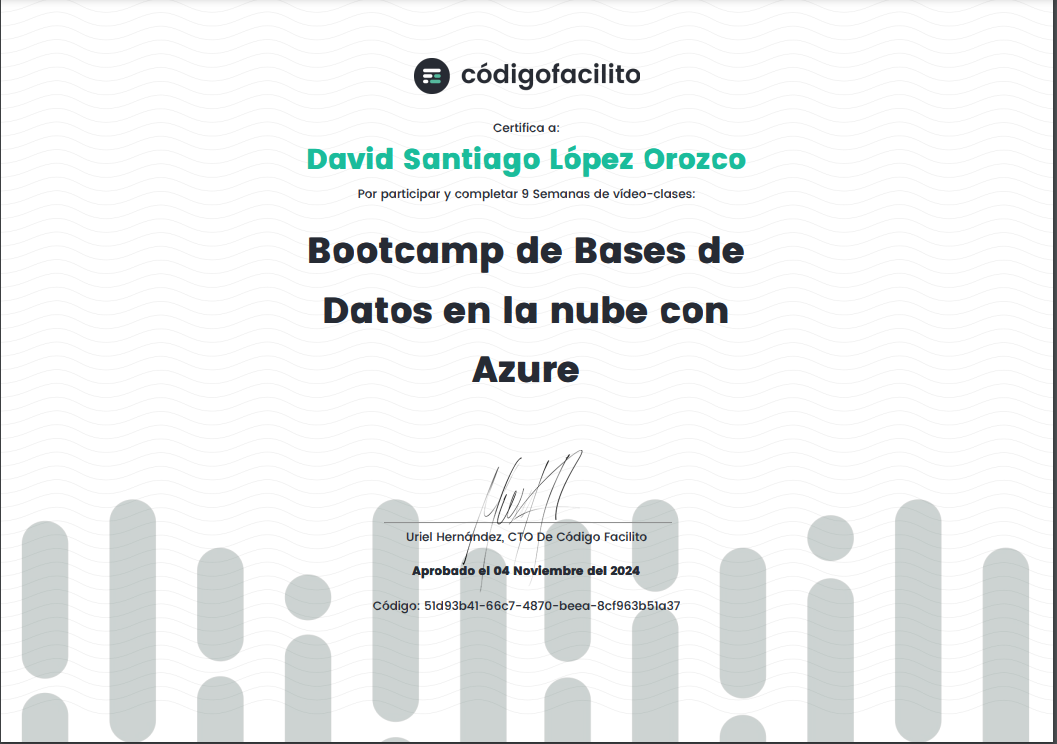 códigofacilito
Certifica a:
David Santiago López Orozco
Por participar y completar 9 Semanas de vídeo-clases:
Bootcamp de Bases de
Datos en la nube con
Azure
Uriel Hernández, CTO De Código Facilito
Aprobado el 04 Noviembre del 2024
Código: 51d93b41-66c7-4870-beea-8cf963b51a37